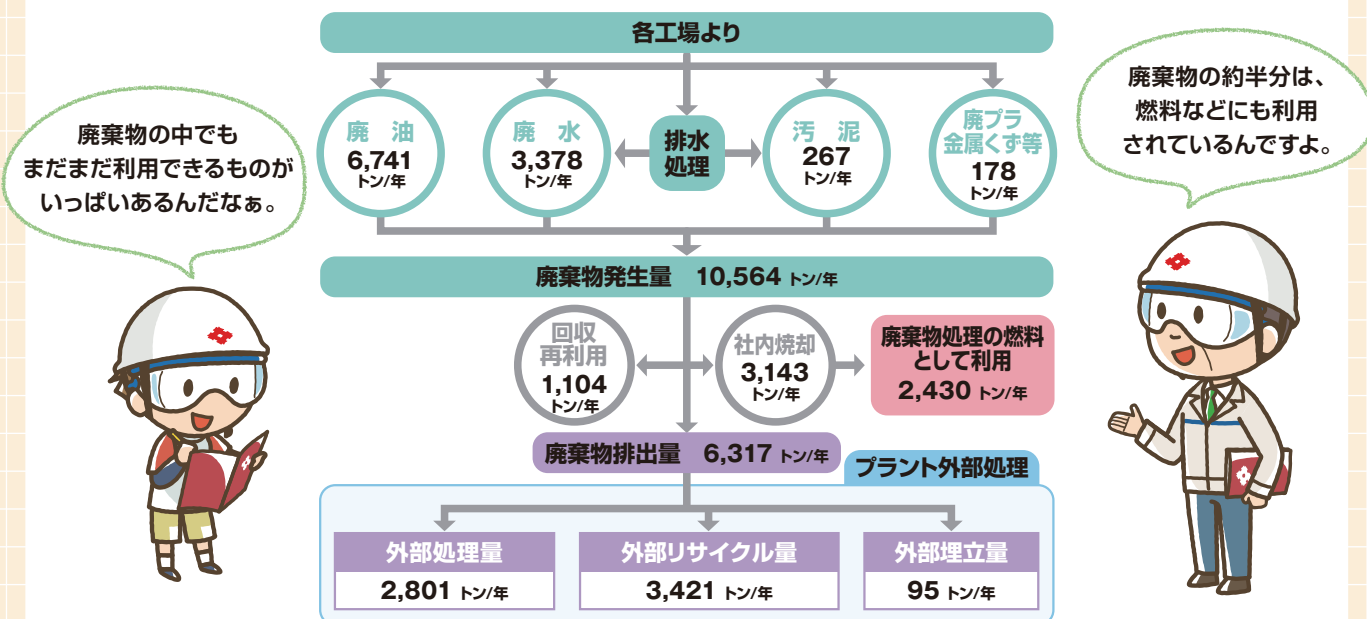 各工場より
廃棄物の中でも
まだまだ利用できるものが
いっぱいあるんだなぁ。
廃 油
6,741
トン/年
廃 水
3,378
トン/年
排水
処理
汚 泥
267
トン/年
廃プラ
金属くず等
178
トン/年
廃棄物の約半分は、
燃料などにも利用
されているんですよ。
廃棄物発生量 10,564 トン/年
回収
再利用
1,104
トン/年
社内焼却
3,143
トン/年
廃棄物処理の燃料
として利用
2,430 トン/年
廃棄物排出量 6,317 トン/年
プラント外部処理
外部処理量
2,801 トン/年
外部リサイクル量
3,421 トン/年
外部埋立量
95 トン/年